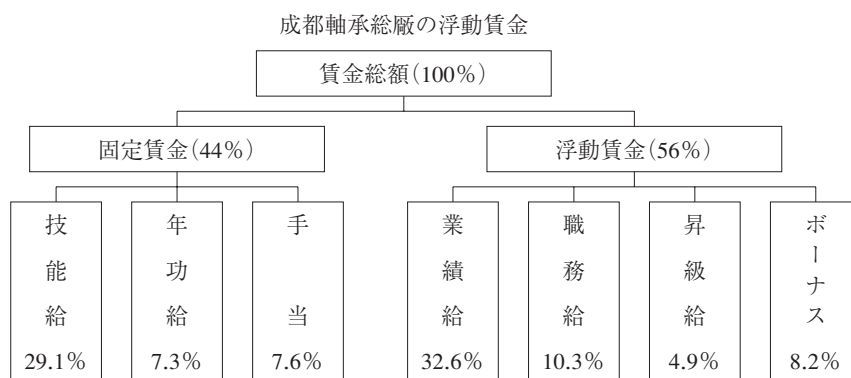 成都軸承総厰の浮動賃金
賃金総額(100%)
固定賃金(44%)
浮動賃金(56%)
技能給
29.1%
年功給
7.3%
手当
7.6%
業績給
32.6%
職務給
10.3%
昇級給
4.9%
ボーナス
8.2%